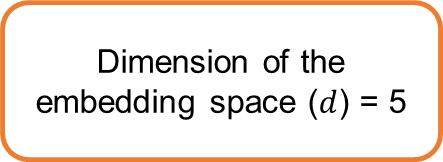 Dimension of the
embedding space (𝑑) = 5